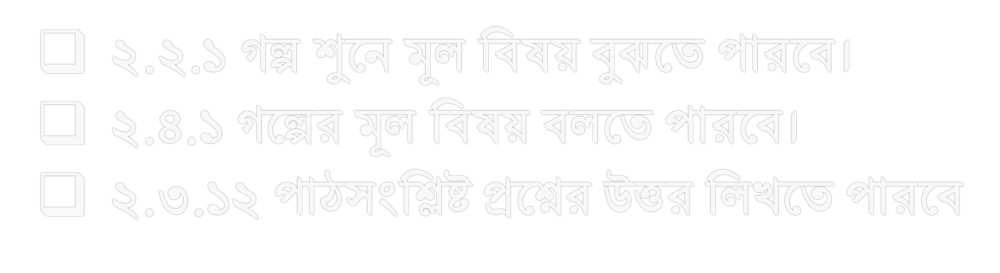 ❑ ২.২.১ গল্প শুনে মূল বিষয় বুঝতে পারবে।
❑ ২.৪.১ গল্পের মূল বিষয় বলতে পারবে।
❑ ২.৩.১২ পাঠসংশ্লিষ্ট প্রশ্নের উত্তর লিখতে পারবে